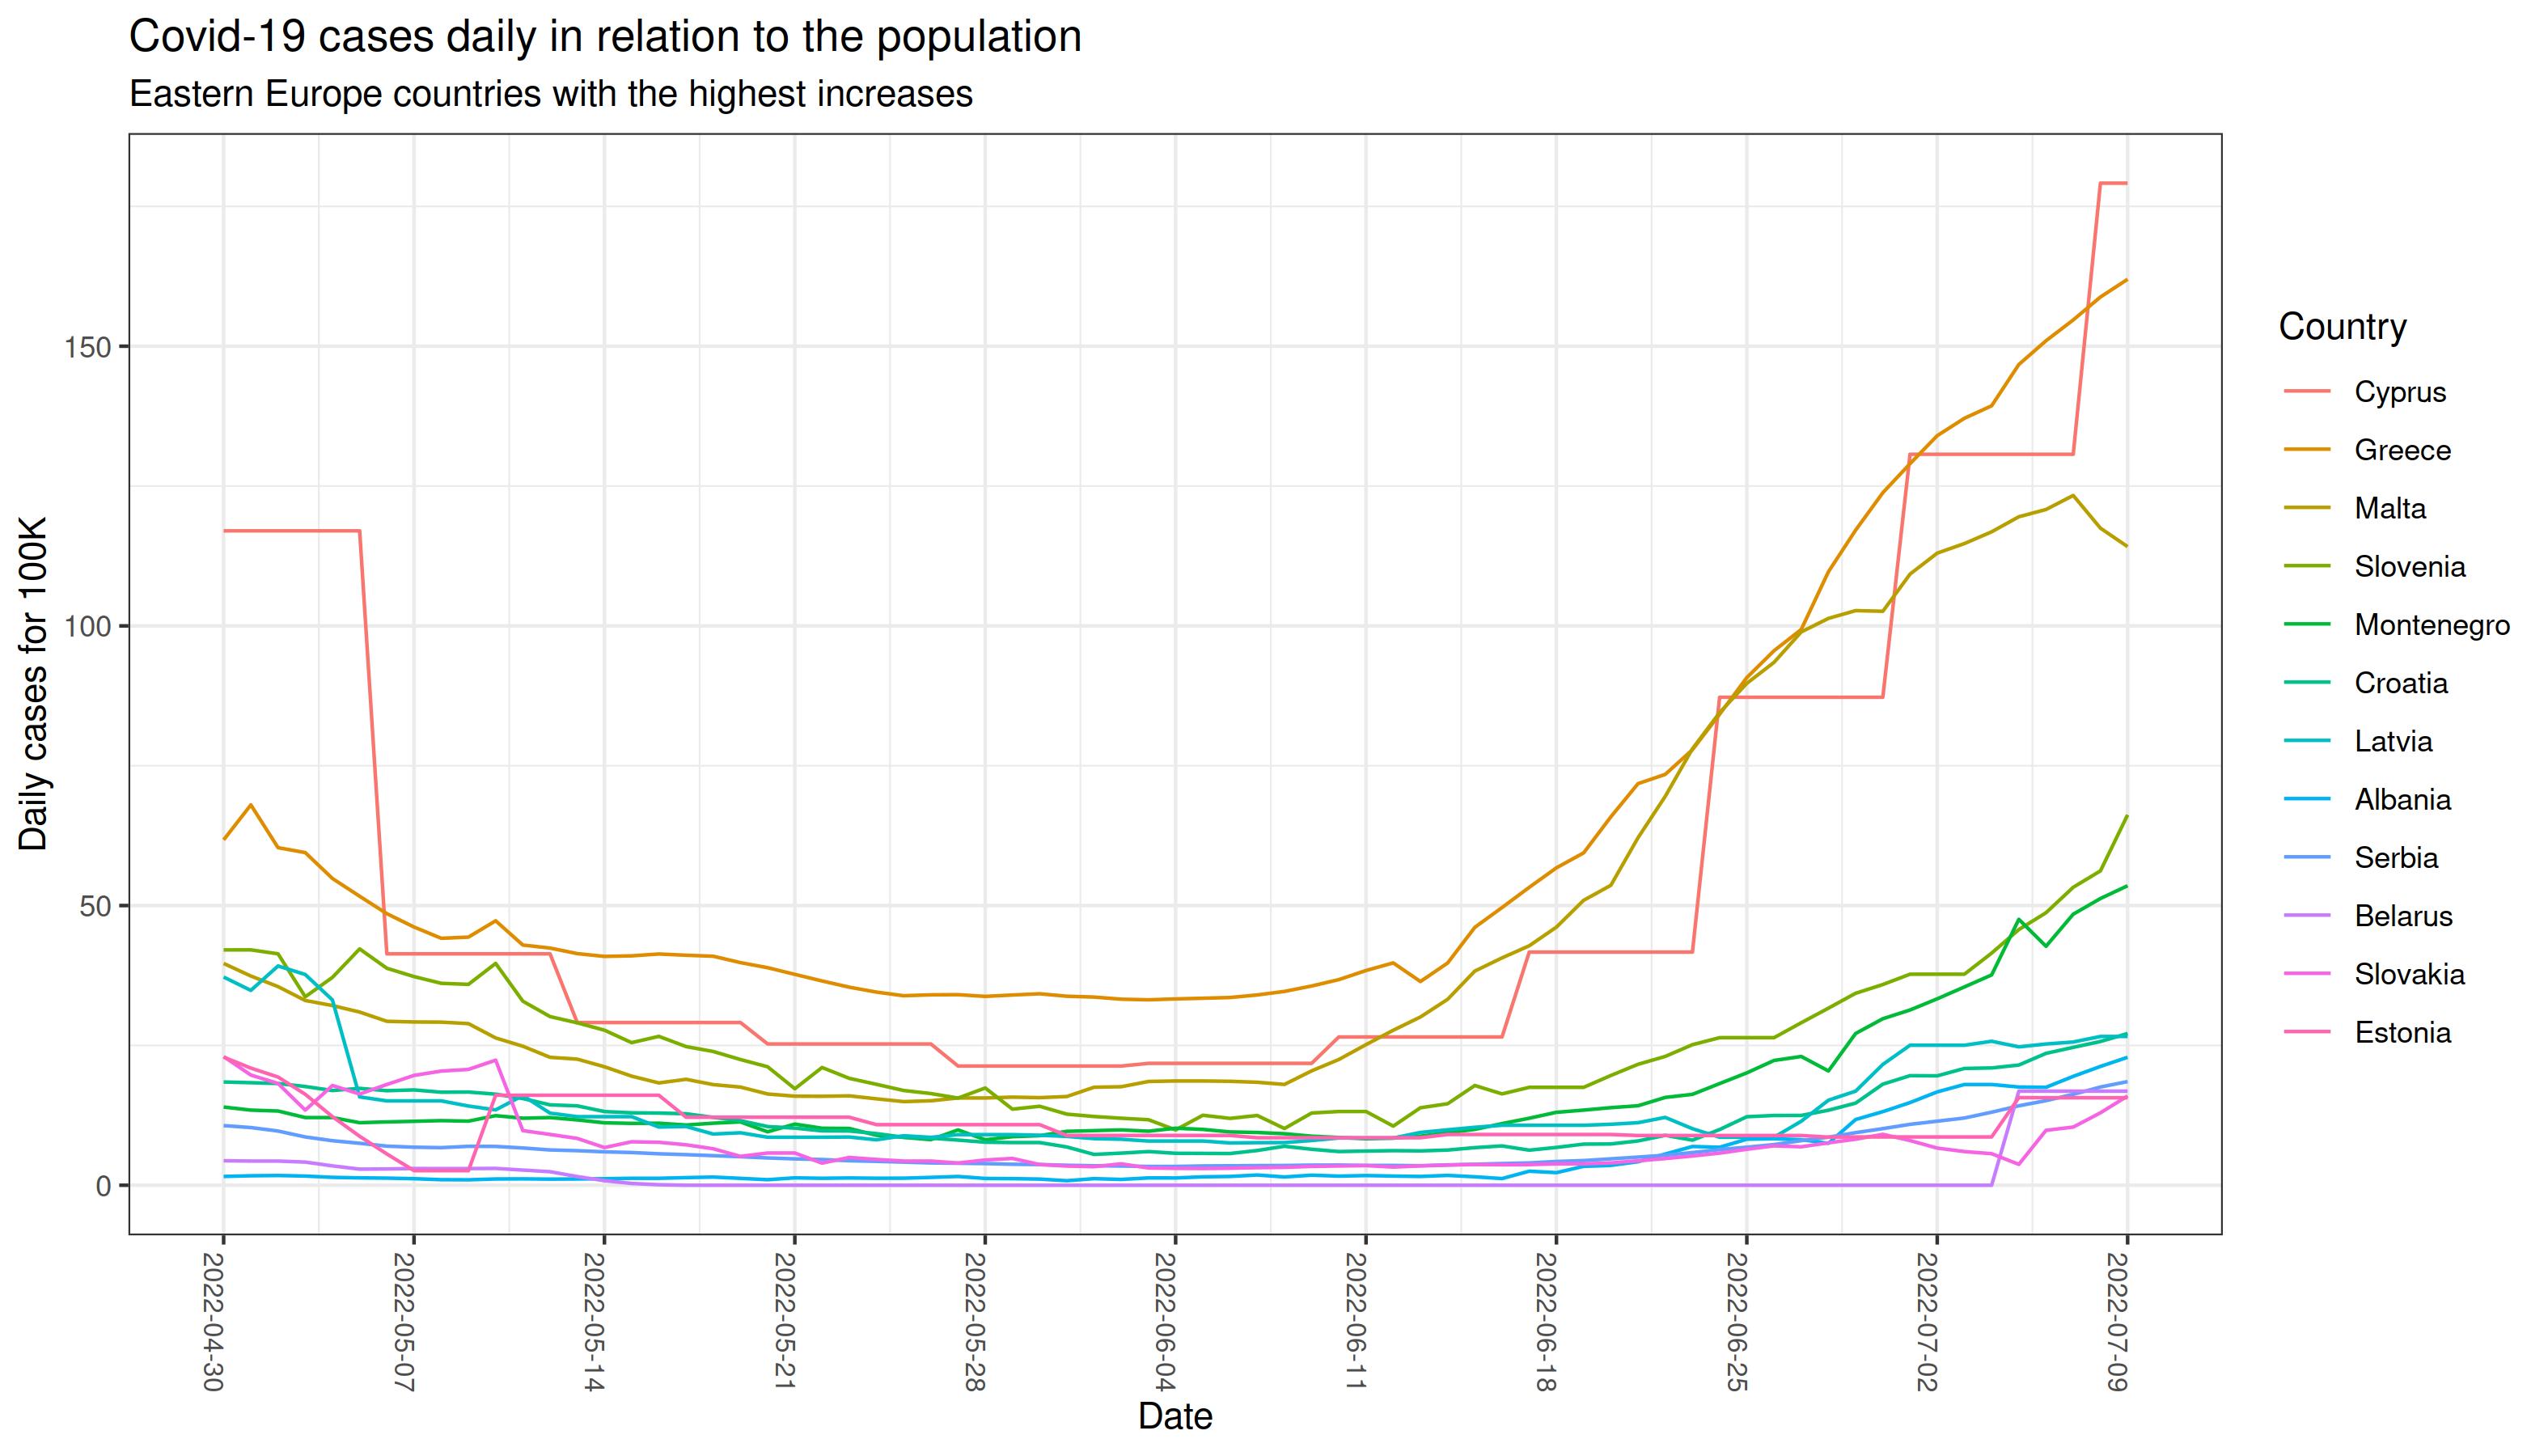 Covid-19 cases daily in relation to the population
Eastern Europe countries with the highest increases
Daily cases for 100K
150
100
50
0
2022-04-30
2022-05-07
2022-05-14
2022-05-21
2022-05-28
2022-06-04
2022-06-11
2022-06-18
2022-06-25
2022-07-02
2022-07-09
Date
Country
Cyprus
Greece
Malta
Slovenia
Montenegro
Croatia
Latvia
Albania
Serbia
Belarus
Slovakia
Estonia